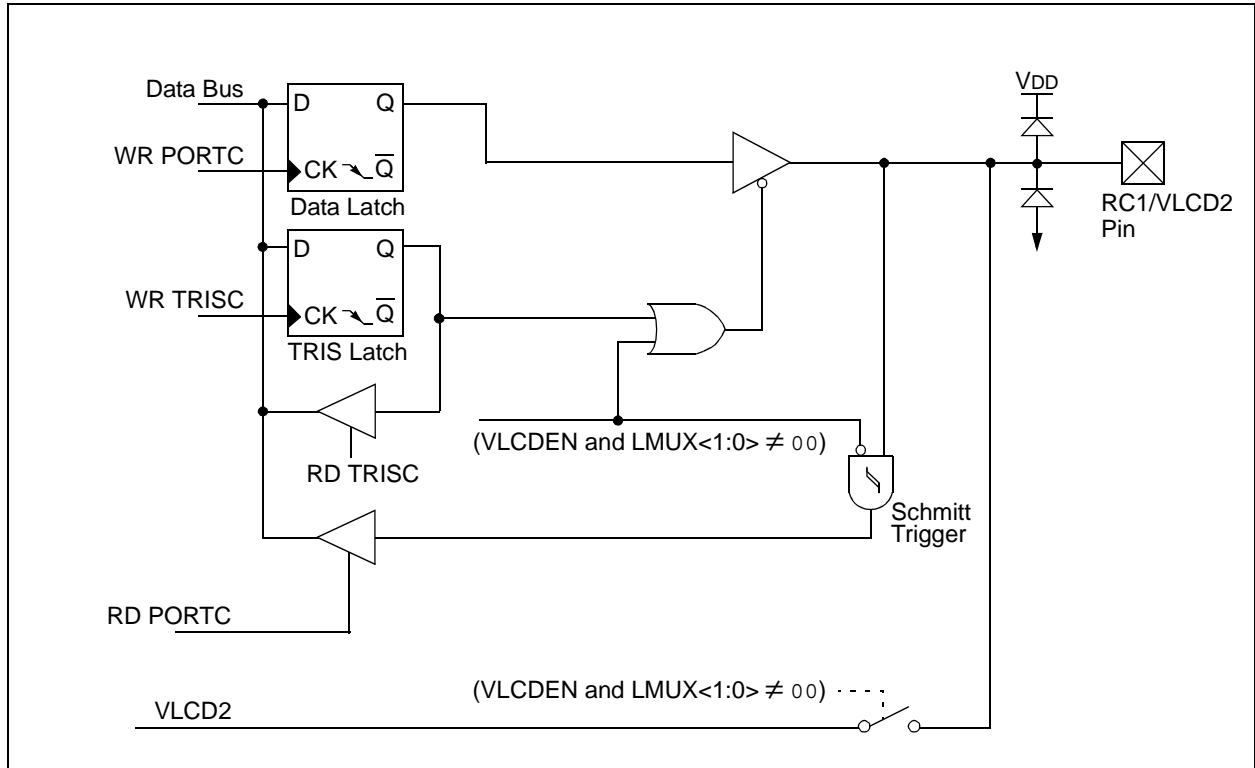 Data Bus
D Q
VDD
WR PORTC
CK Q̅
RC1/VLCD2
Pin
Data Latch
D Q
WR TRISC
CK Q̅
TRIS Latch
(VLCDEN and LMUX<1:0> ≠ 00)
RD TRISC
Schmitt
Trigger
RD PORTC
(VLCDEN and LMUX<1:0> ≠ 00)
VLCD2